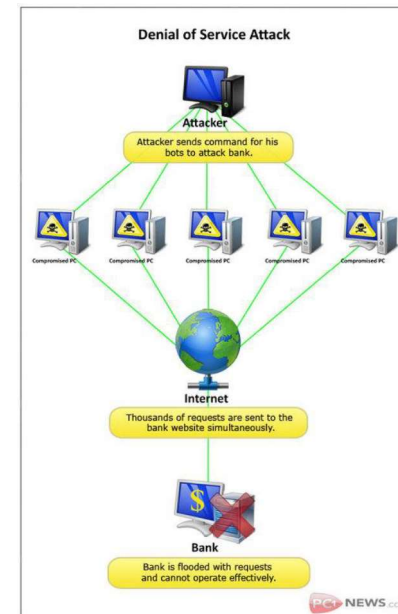 Denial of Service Attack
Attacker
Attacker sends command for his
bots to attack bank.
Compromised PC Compromised PC Compromised PC Compromised PC Compromised PC
Internet
Thousands of requests are sent to the
bank website simultaneously.
$
Bank
Bank is flooded with requests
and cannot operate effectively.
NEWS.co